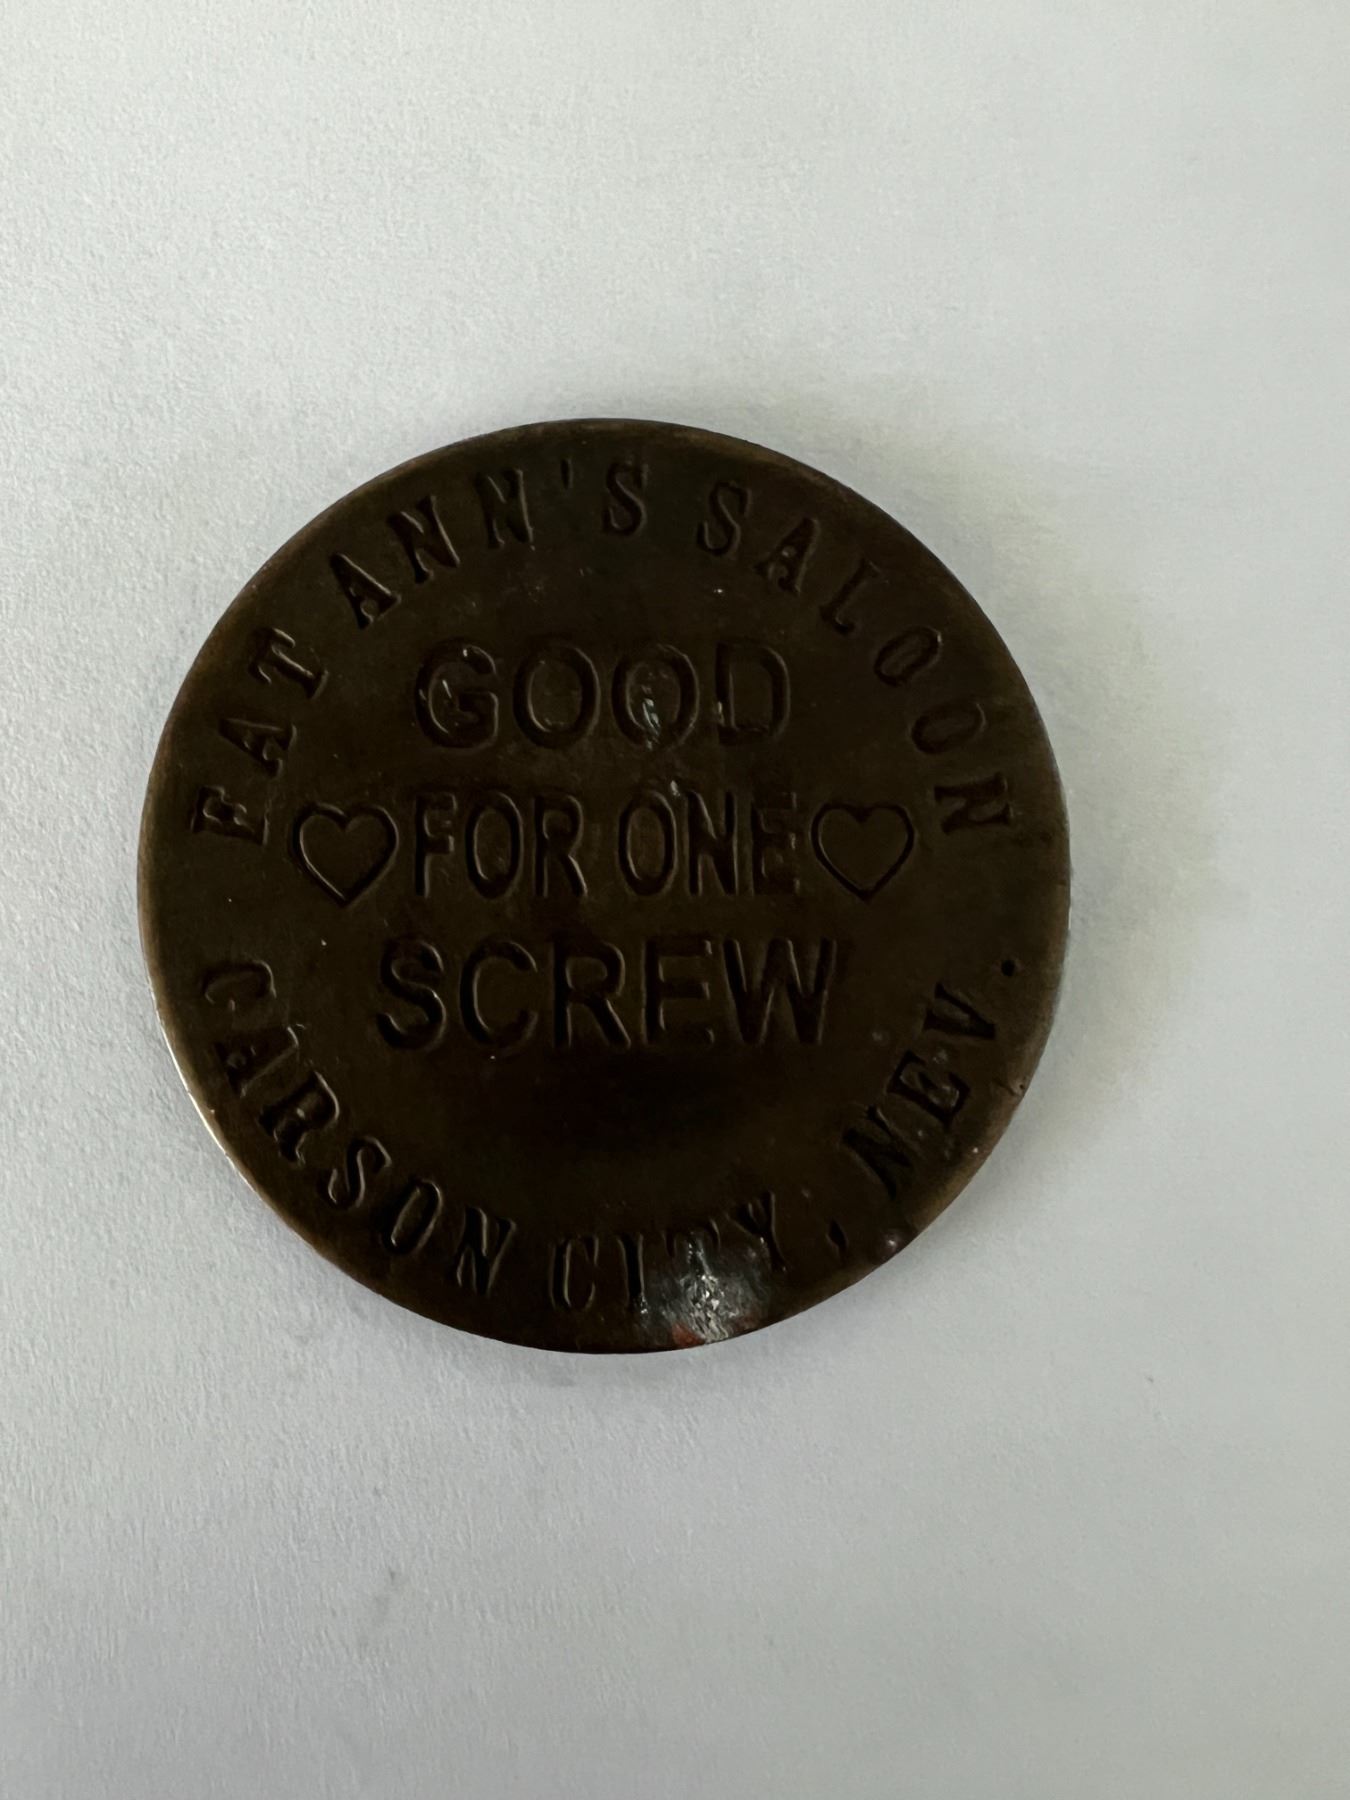 FAT ANN'S SALOON
GOOD
♡ FOR ONE ♡
SCREW
CARSON CITY, NEV.